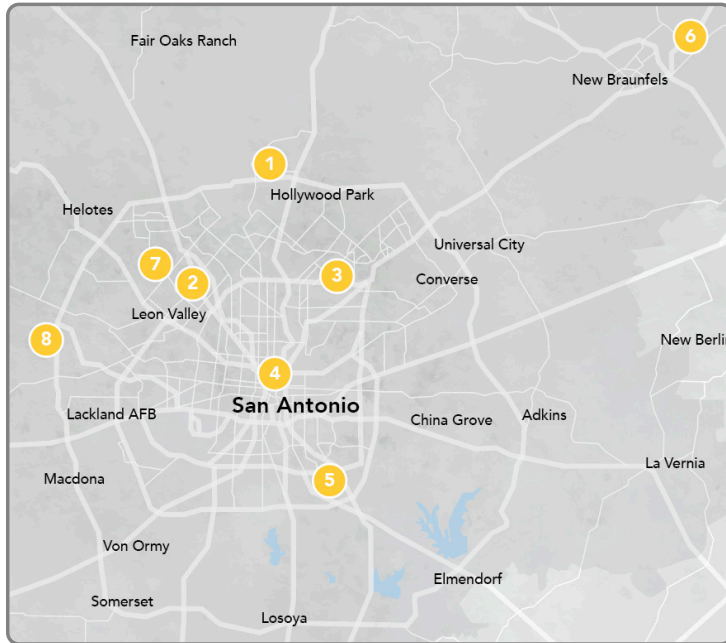 Fair Oaks Ranch
6
New Braunfels
1
Hollywood Park
Helotes
Universal City
7
2
3
Converse
Leon Valley
8
New Berlin
4
San Antonio
Lackland AFB
China Grove
Adkins
La Vernia
Macdona
5
Von Ormy
Elmendorf
Somerset
Losoya